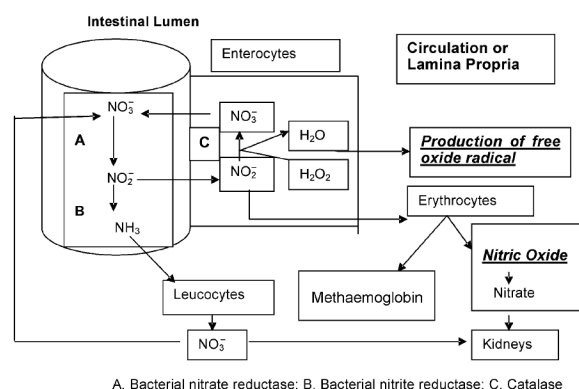 Intestinal Lumen
Enterocytes
Circulation or
Lamina Propria
NO₃⁻
NO₃⁻
A
C
H₂O
Production of free
oxide radical
NO₂⁻
NO₂⁻
H₂O₂
B
Erythrocytes
NH₃
Nitric Oxide
Leucocytes
Methaemoglobin
Nitrate
NO₃⁻
Kidneys
A. Bacterial nitrate reductase; B. Bacterial nitrite reductase; C. Catalase